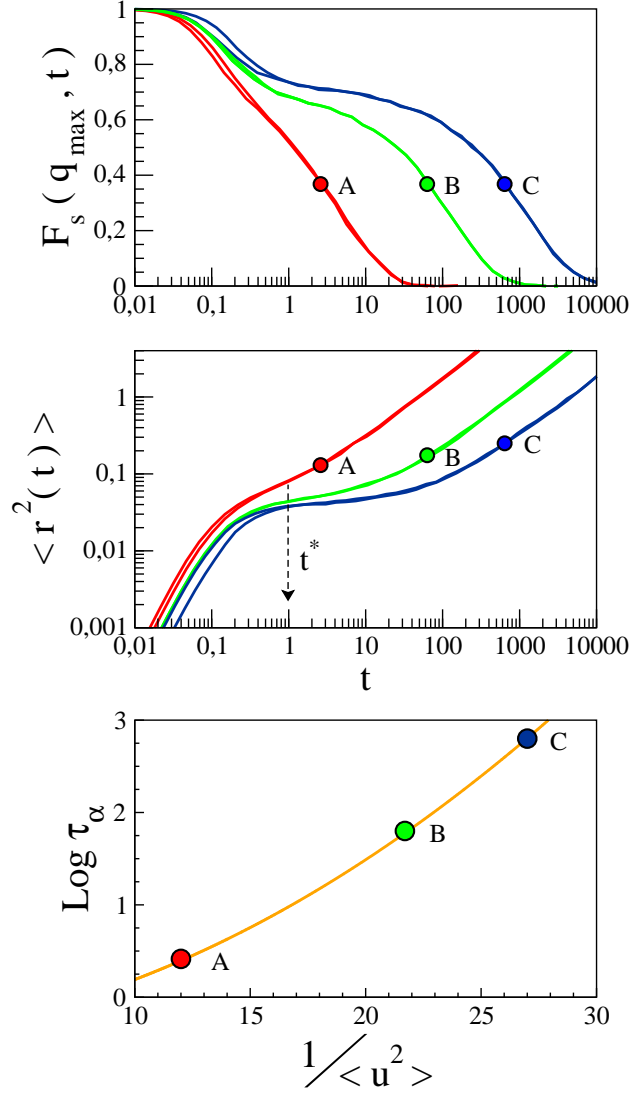 F_s ( q_max , t )
1
0,8
0,6
0,4
0,2
0
A
B
C
0,01
0,1
1
10
100
1000
10000
< r^2 ( t ) >
1
0,1
0,01
0,001
A
B
C
t^*
0,01
0,1
1
10
100
1000
10000
t
Log τ_α
3
2
1
0
A
B
C
10
15
20
25
30
1/< u^2 >